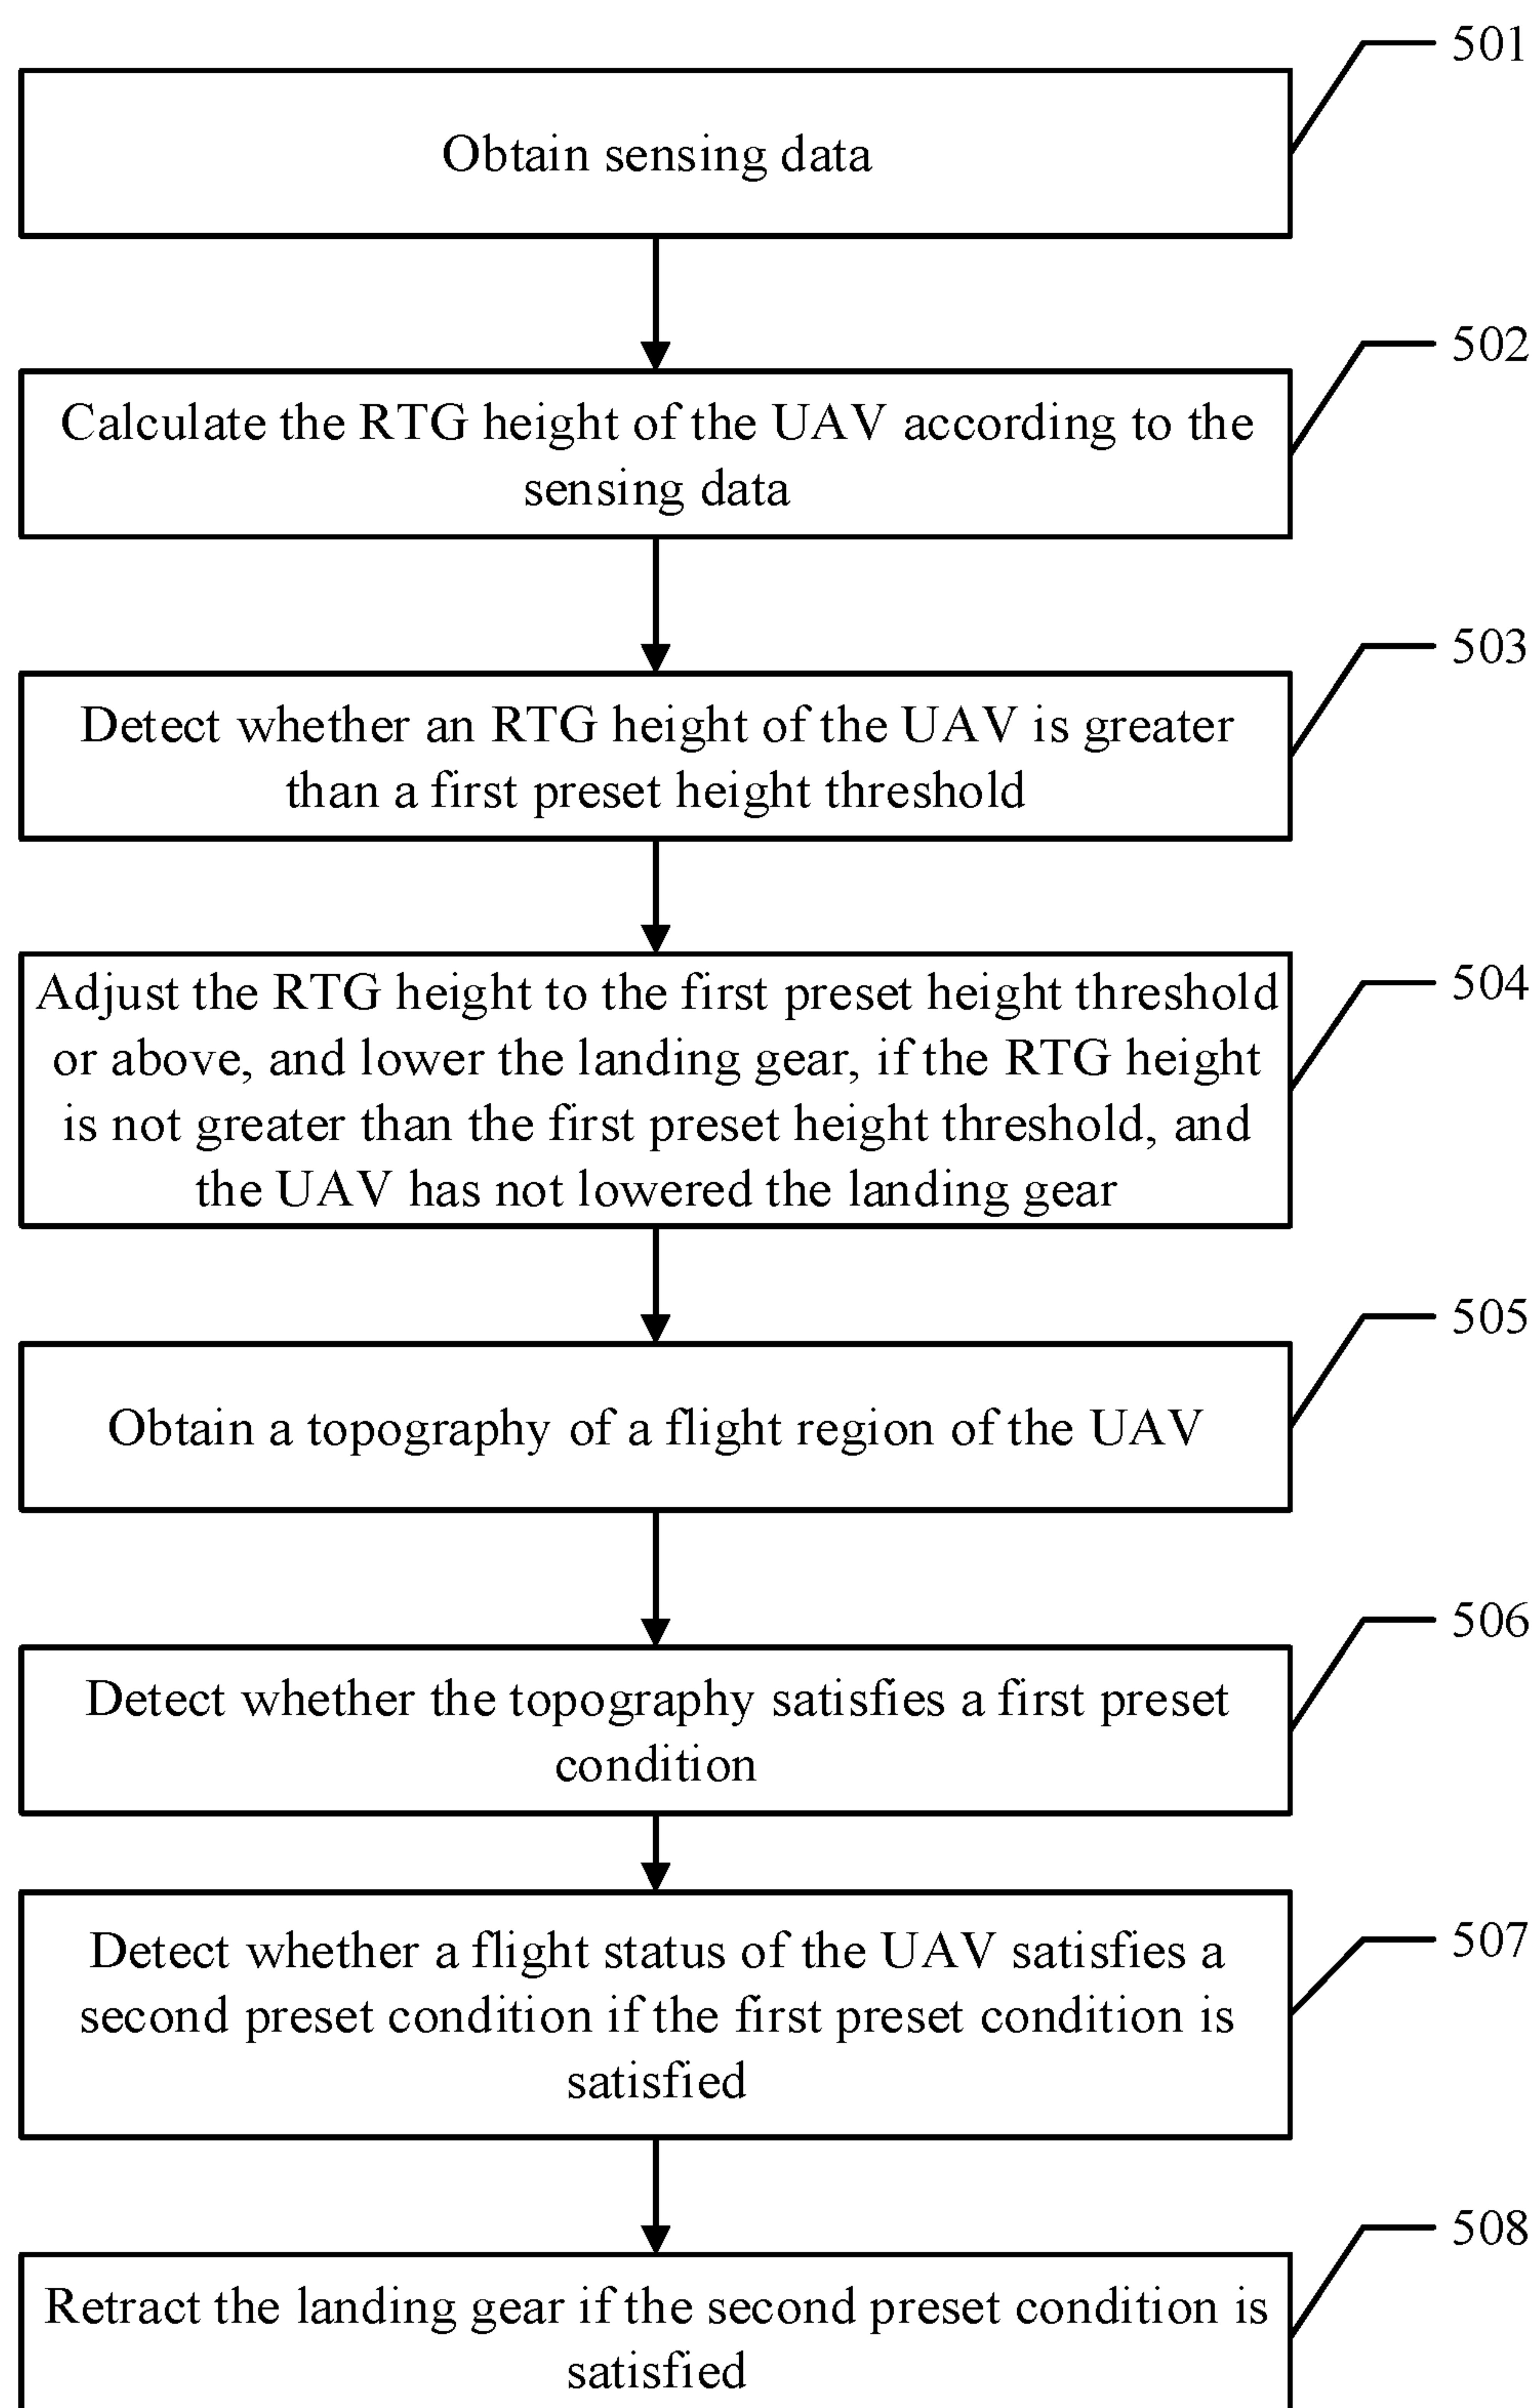 501
Obtain sensing data
502
Calculate the RTG height of the UAV according to the
sensing data
503
Detect whether an RTG height of the UAV is greater
than a first preset height threshold
504
Adjust the RTG height to the first preset height threshold
or above, and lower the landing gear, if the RTG height
is not greater than the first preset height threshold, and
the UAV has not lowered the landing gear
505
Obtain a topography of a flight region of the UAV
506
Detect whether the topography satisfies a first preset
condition
507
Detect whether a flight status of the UAV satisfies a
second preset condition if the first preset condition is
satisfied
508
Retract the landing gear if the second preset condition is
satisfied